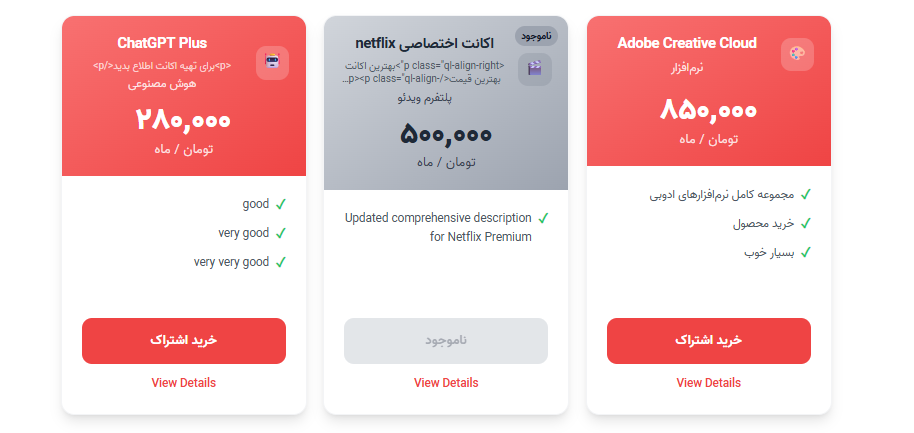 Adobe Creative Cloud
نرم‌افزار
۸۵۰,۰۰۰
تومان / ماه
مجموعه کامل نرم‌افزارهای ادوبی
خرید محصول
بسیار خوب
خرید اشتراک
View Details
ناموجود
اکانت اختصاصی netflix
<p class="ql-align-right">بهترین اکانت
بهترین قیمت</p><p class="ql-align-...
پلتفرم ویدئو
۵۰۰,۰۰۰
تومان / ماه
Updated comprehensive description
for Netflix Premium
ناموجود
View Details
ChatGPT Plus
<p>برای تهیه اکانت اطلاع بدید</p>
هوش مصنوعی
۲۸۰,۰۰۰
تومان / ماه
good
very good
very very good
خرید اشتراک
View Details